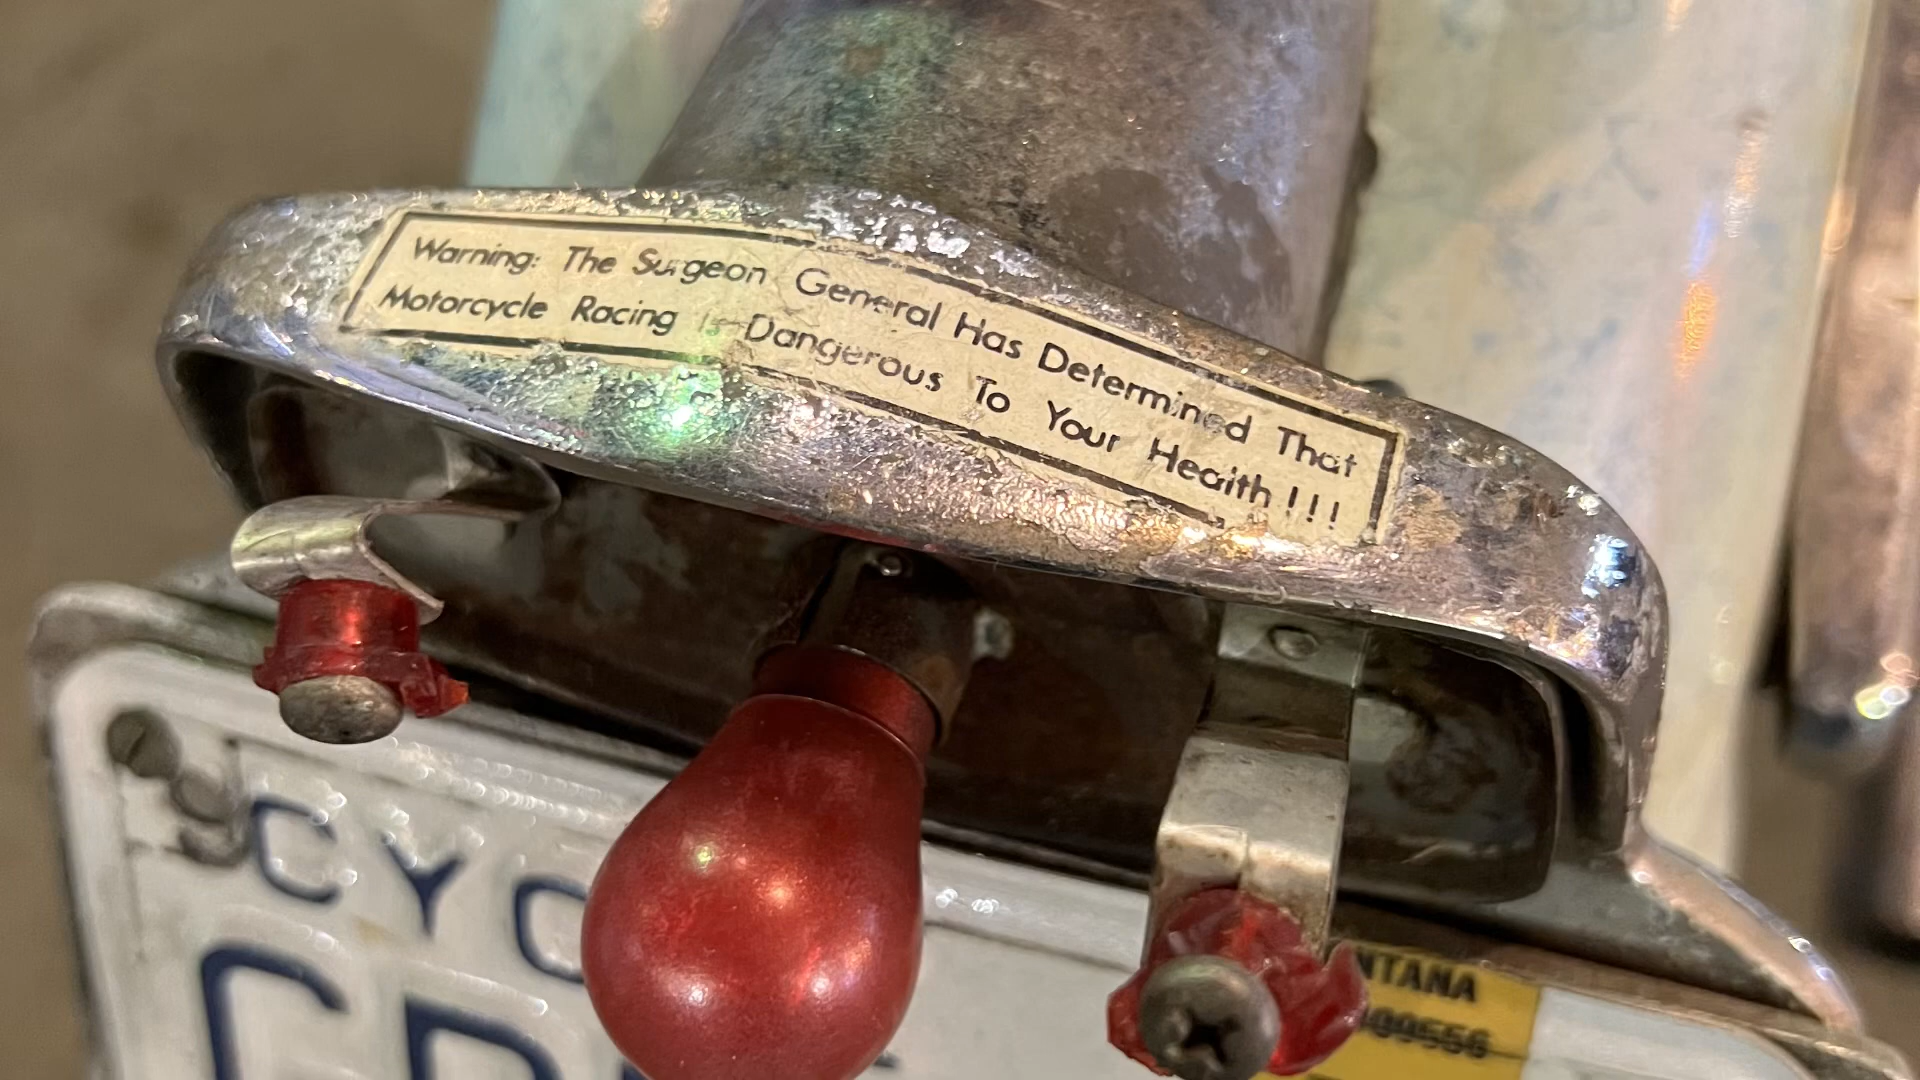 Warning: The Surgeon General Has Determined That
Motorcycle Racing Is Dangerous To Your Health !!!
CYC
NTANA